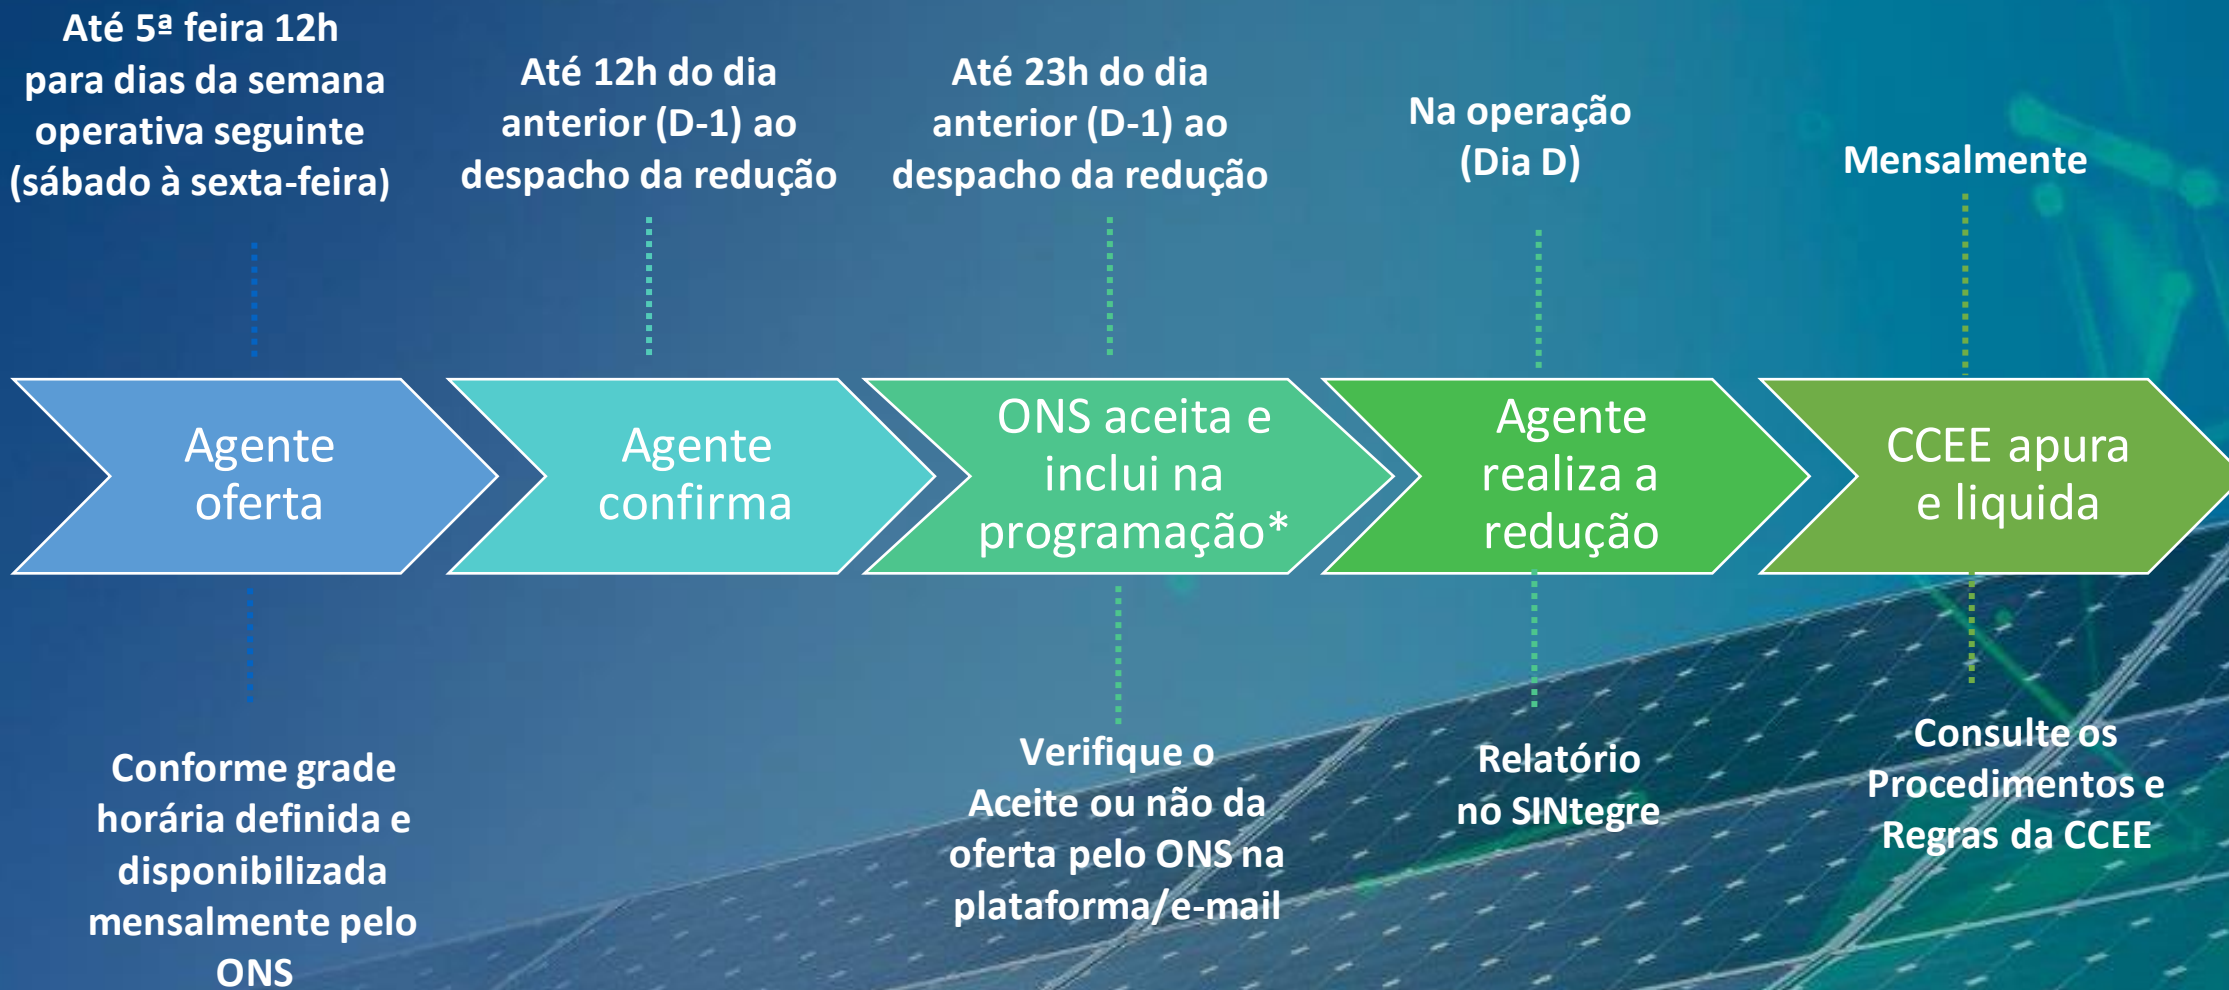 Até 5ª feira 12h
para dias da semana
operativa seguinte
(sábado à sexta-feira)
Até 12h do dia
anterior (D-1) ao
despacho da redução
Até 23h do dia
anterior (D-1) ao
despacho da redução
Na operação
(Dia D)
Mensalmente
Agente
oferta
Agente
confirma
ONS aceita e
inclui na
programação*
Agente
realiza a
redução
CCEE apura
e liquida
Conforme grade
horária definida e
disponibilizada
mensalmente pelo
ONS
Verifique o
Aceite ou não da
oferta pelo ONS na
plataforma/e-mail
Relatório
no SINtegre
Consulte os
Procedimentos e
Regras da CCEE